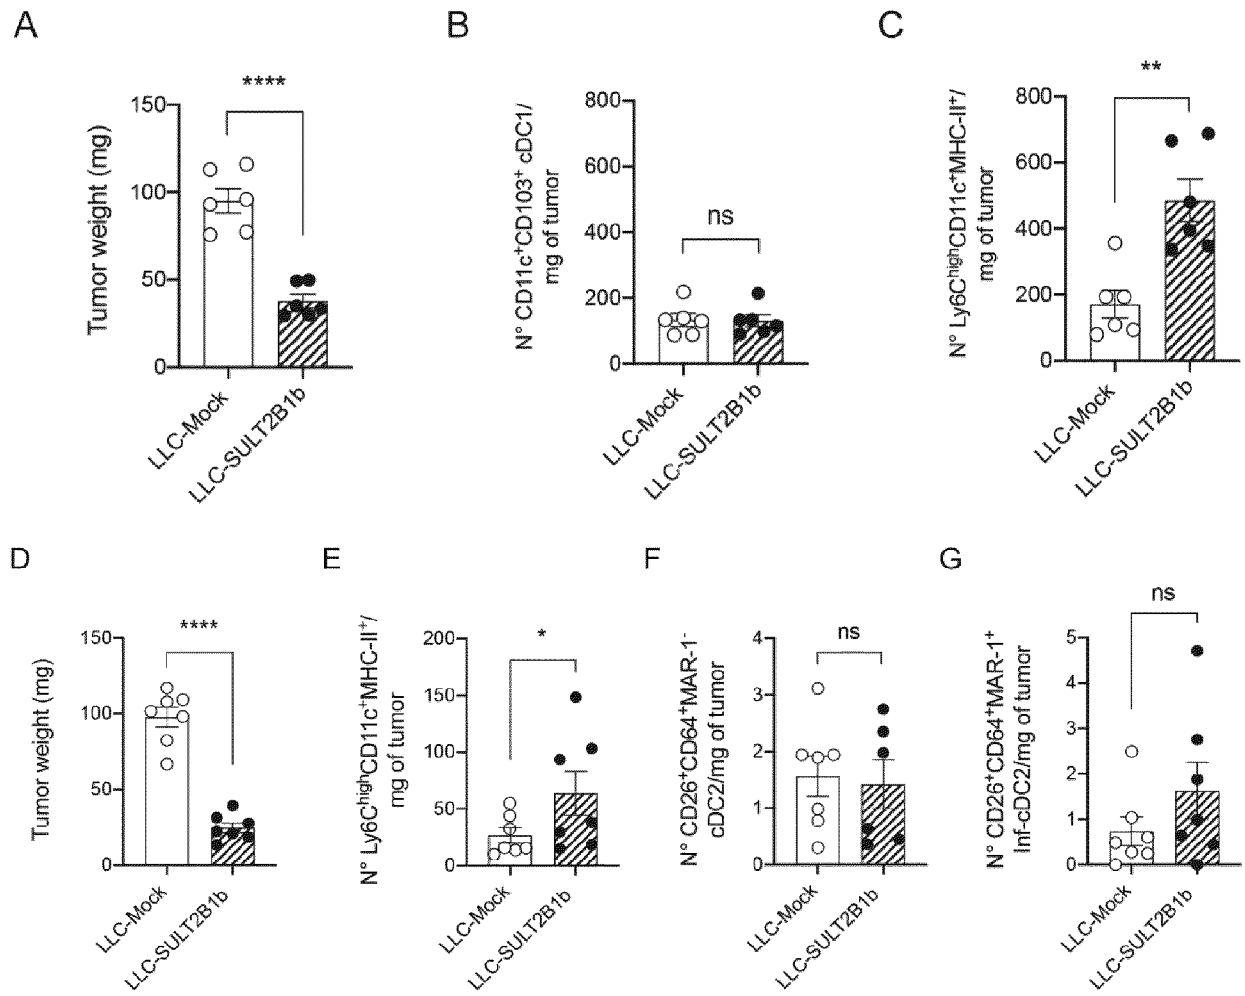 A
Tumor weight (mg)
150
100
50
0
****
LLC-Mock
LLC-SULT2B1b
B
N° CD11c⁺CD103⁺ cDC1/
mg of tumor
800
600
400
200
0
ns
LLC-Mock
LLC-SULT2B1b
C
N° Ly6CʰⁱᵍʰCD11c⁺MHC-II⁺/
mg of tumor
800
600
400
200
0
**
LLC-Mock
LLC-SULT2B1b
D
Tumor weight (mg)
150
100
50
0
****
LLC-Mock
LLC-SULT2B1b
E
N° Ly6CʰⁱᵍʰCD11c⁺MHC-II⁺/
mg of tumor
200
150
100
50
0
*
LLC-Mock
LLC-SULT2B1b
F
N° CD26⁺CD64⁺MAR-1⁻
cDC2/mg of tumor
4
3
2
1
0
ns
LLC-Mock
LLC-SULT2B1b
G
N° CD26⁺CD64⁺MAR-1⁺
Inf-cDC2/mg of tumor
5
4
3
2
1
0
ns
LLC-Mock
LLC-SULT2B1b